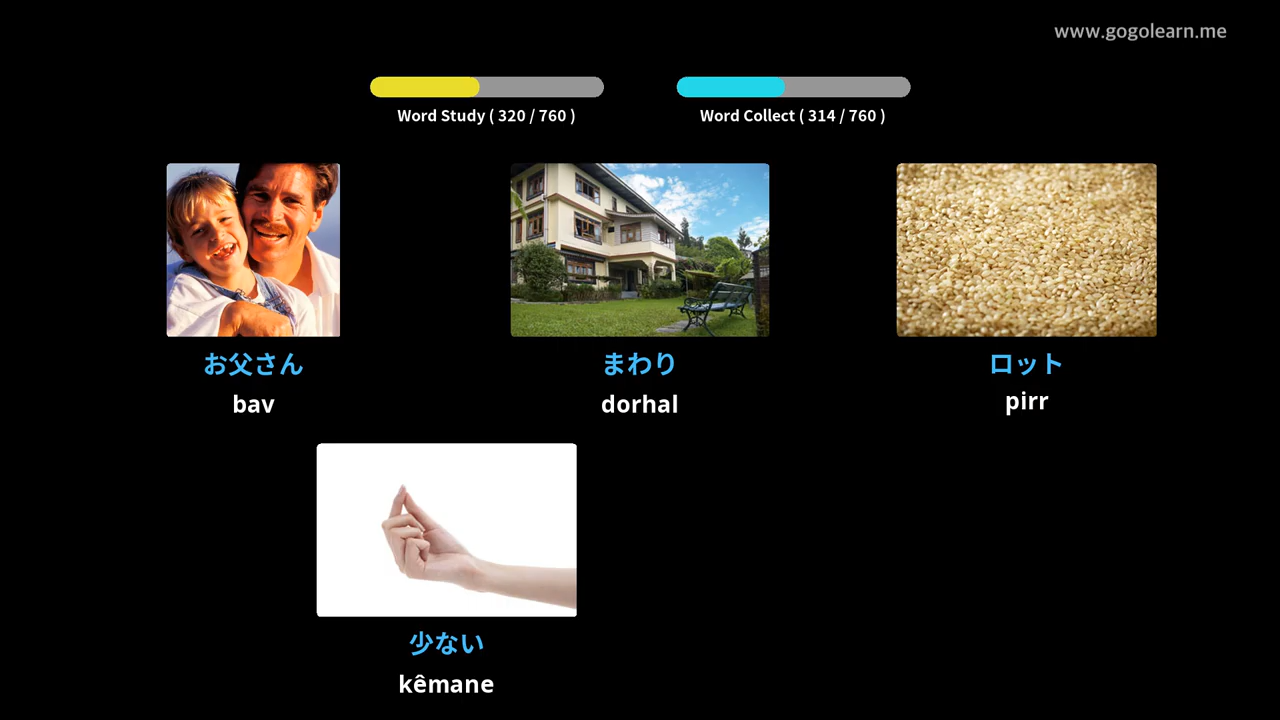 www.gogolearn.me
Word Study ( 320 / 760 )
Word Collect ( 314 / 760 )
お父さん
bav
まわり
dorhal
ロット
pirr
少ない
kêmane